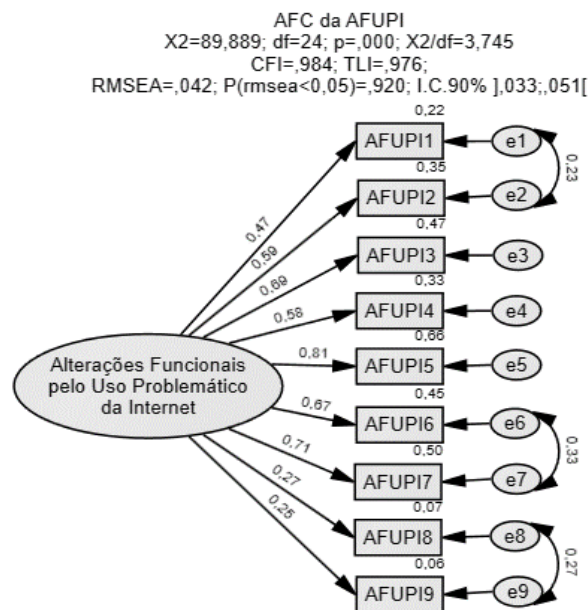 AFC da AFUPI
X2=89,889; df=24; p=,000; X2/df=3,745
CFI=,984; TLI=,976;
RMSEA=,042; P(rmsea<0,05)=,920; I.C.90% ],033;,051[
0,22
AFUPI1
e1
0,23
0,47
0,35
AFUPI2
e2
0,59
0,47
AFUPI3
e3
0,69
0,33
AFUPI4
e4
0,58
0,66
AFUPI5
e5
0,81
Alterações Funcionais
pelo Uso Problemático
da Internet
0,45
AFUPI6
e6
0,67
0,33
0,50
AFUPI7
e7
0,71
0,07
AFUPI8
e8
0,27
0,27
0,06
AFUPI9
e9
0,25